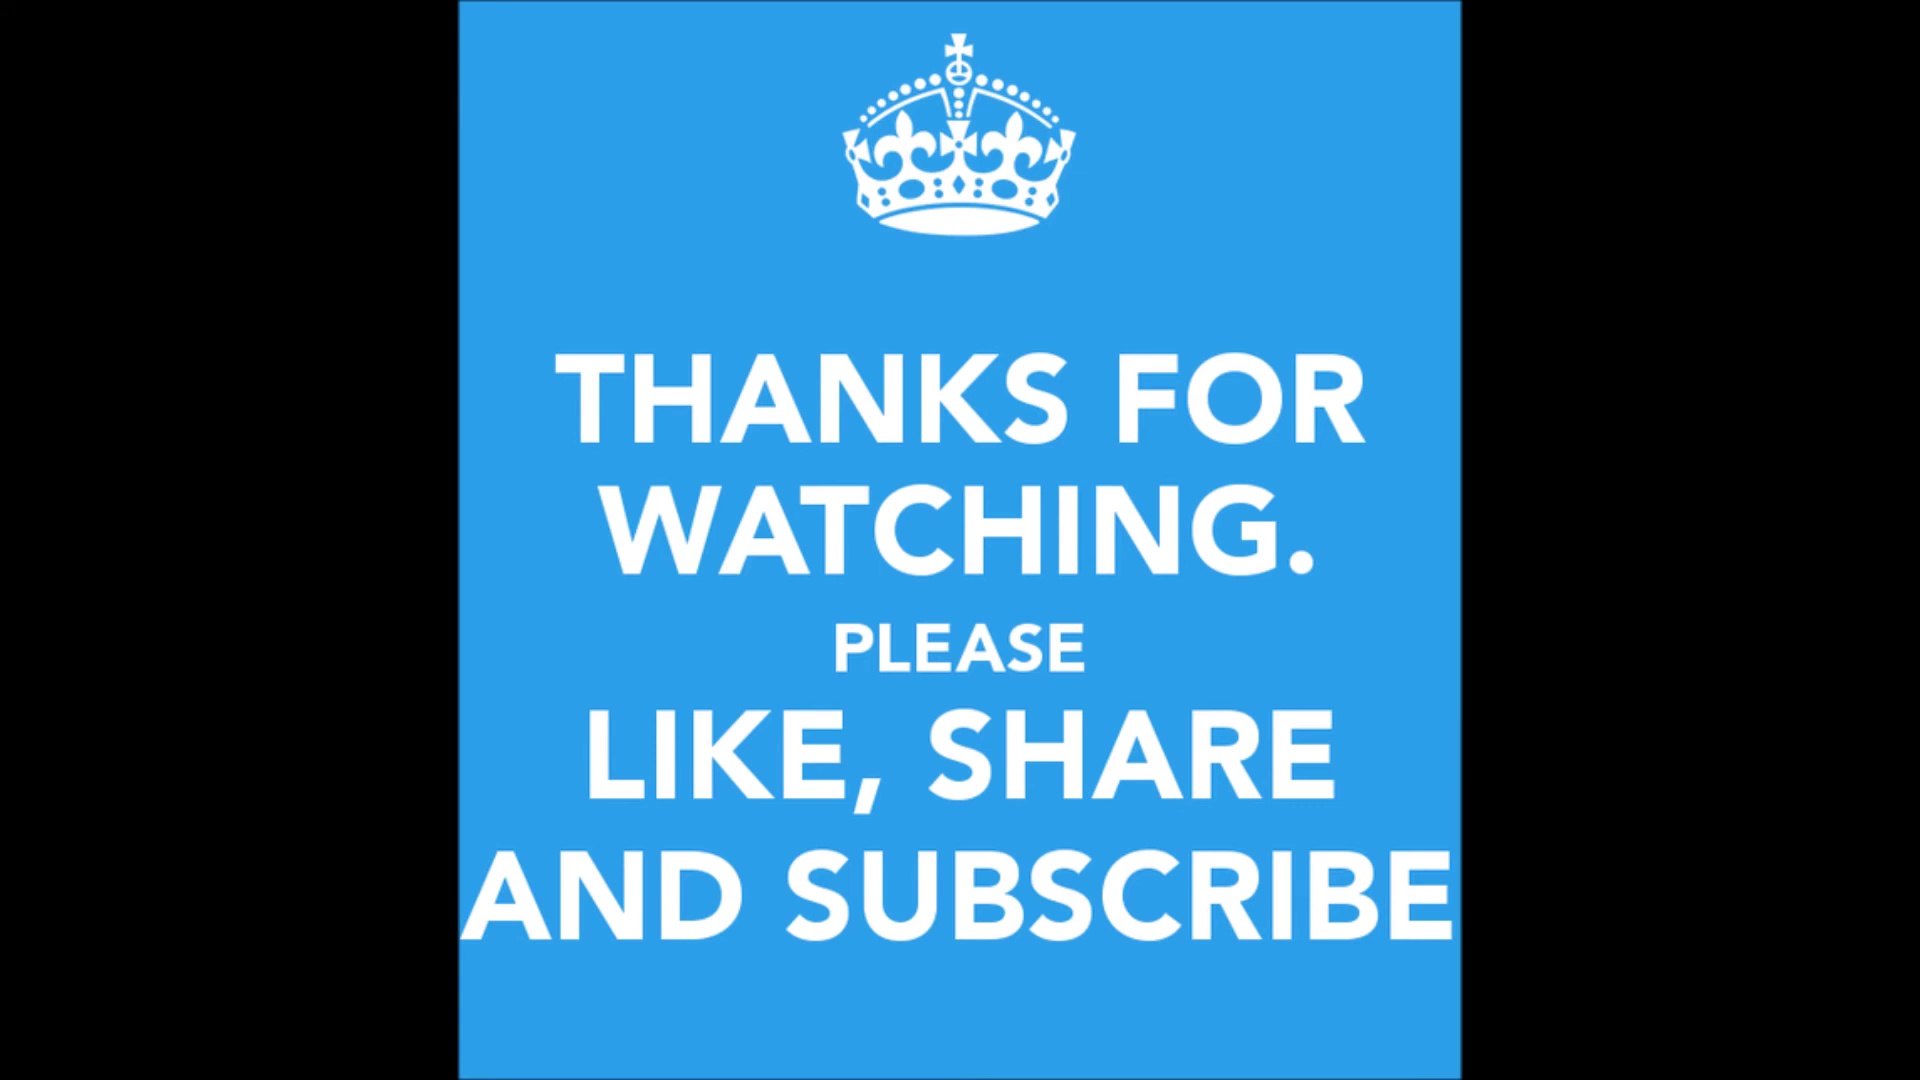 THANKS FOR
WATCHING.
PLEASE
LIKE, SHARE
AND SUBSCRIBE